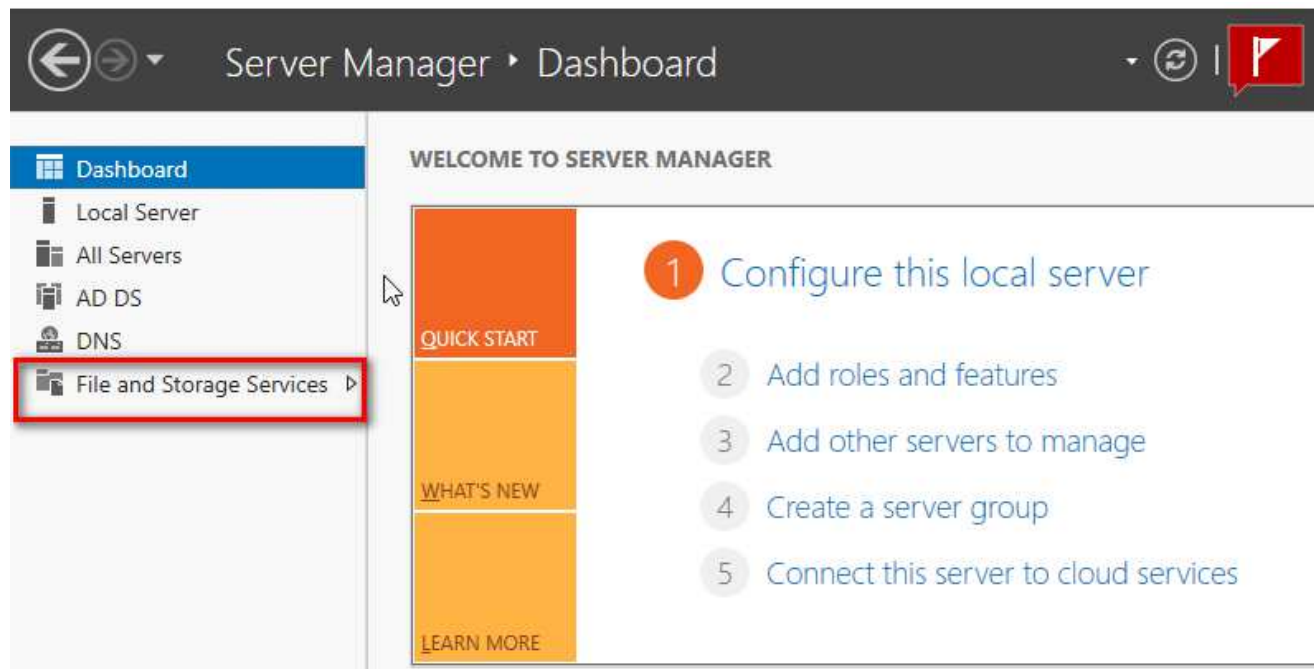 Server Manager ‣ Dashboard
Dashboard
Local Server
All Servers
AD DS
DNS
File and Storage Services
WELCOME TO SERVER MANAGER
QUICK START
WHAT'S NEW
LEARN MORE
1 Configure this local server
2 Add roles and features
3 Add other servers to manage
4 Create a server group
5 Connect this server to cloud services